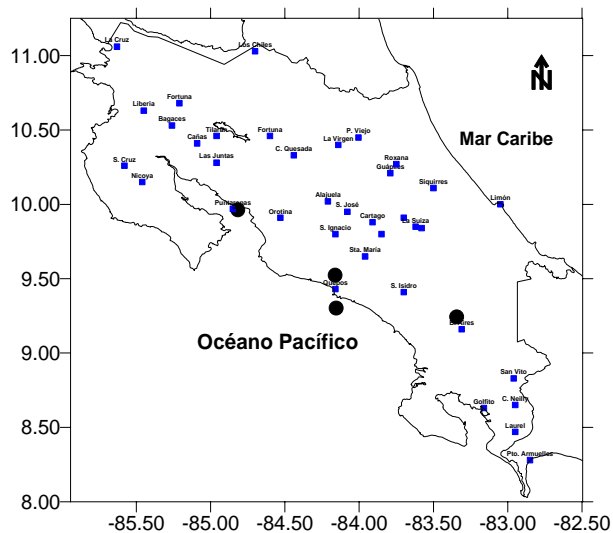 11.00
10.50
10.00
9.50
9.00
8.50
8.00
-85.50 -85.00 -84.50 -84.00 -83.50 -83.00 -82.50
La Cruz
Los Chiles
N
Fortuna
Liberia
Bagaces
Tilarán
Cañas
Fortuna
P. Viejo
La Virgen
Mar Caribe
C. Quesada
Las Juntas
S. Cruz
Nicoya
Roxana
Guápiles
Siquirres
Limón
Alajuela
S. José
Puntarenas
Orotina
Cartago
La Suiza
S. Ignacio
Sta. María
Quepos
S. Isidro
Océano Pacífico
B. Aires
San Vito
Golfito
C. Neilly
Laurel
Pto. Armuelles